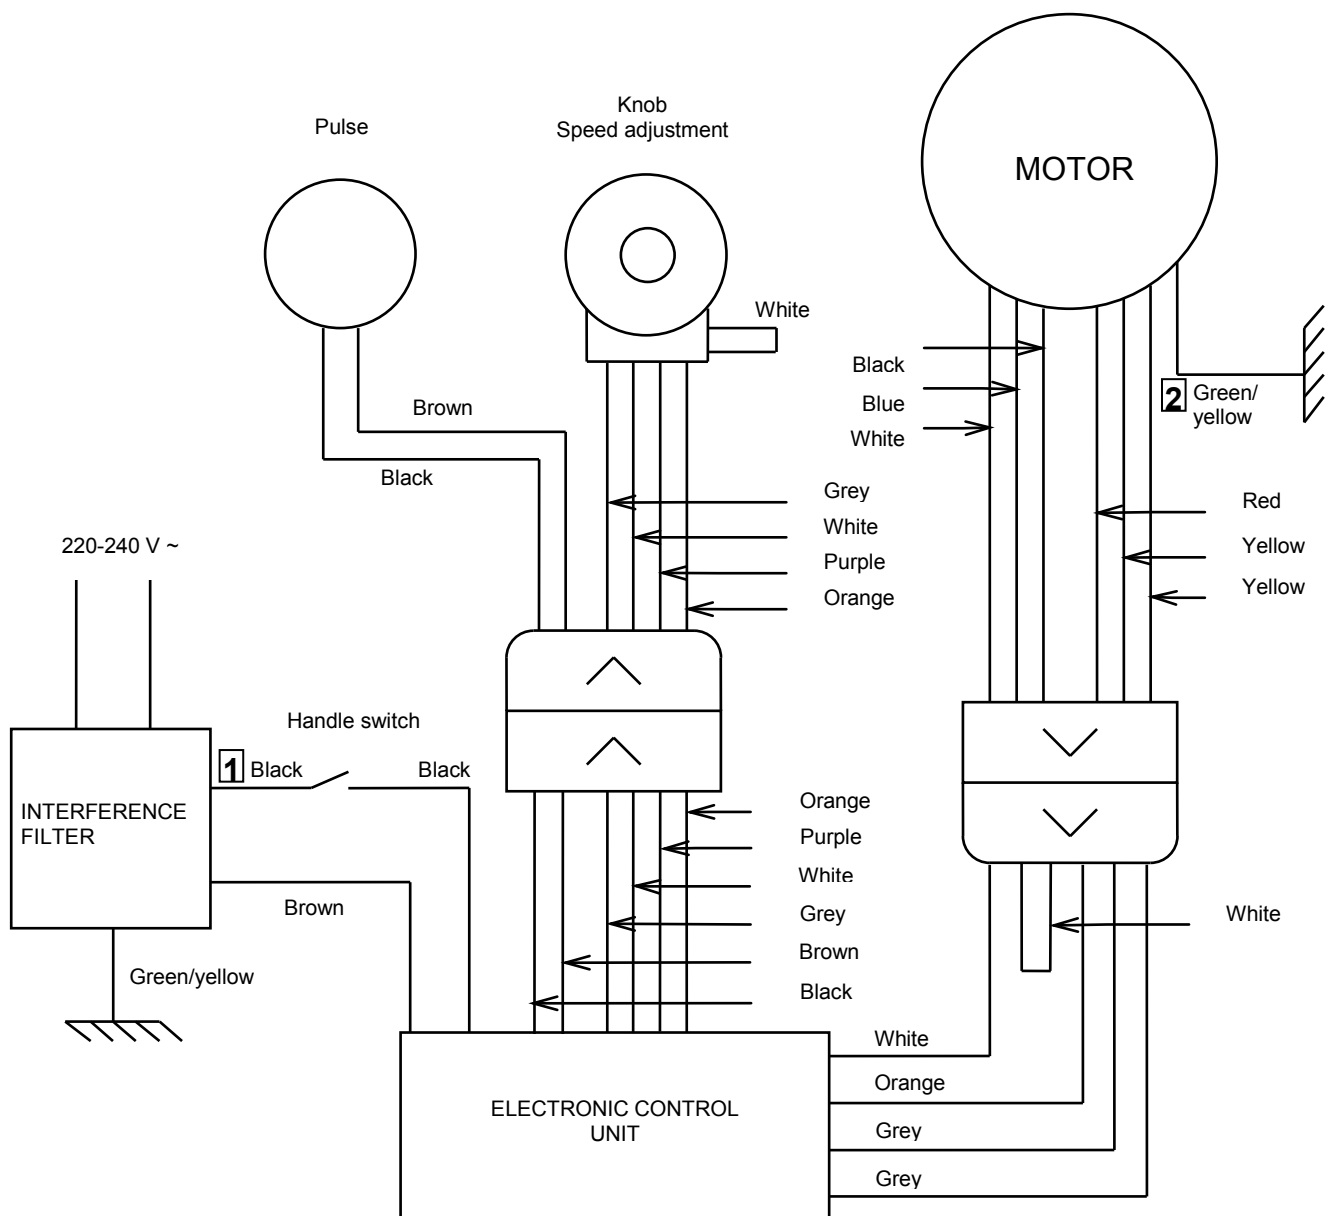 Pulse
Knob
Speed adjustment
MOTOR
White
Black
Blue
White
2 Green/
yellow
Brown
Black
Grey
White
Purple
Orange
Red
Yellow
Yellow
220-240 V ~
Handle switch
1 Black
Black
INTERFERENCE
FILTER
Brown
Green/yellow
Orange
Purple
White
Grey
Brown
Black
White
White
Orange
Grey
Grey
ELECTRONIC CONTROL
UNIT